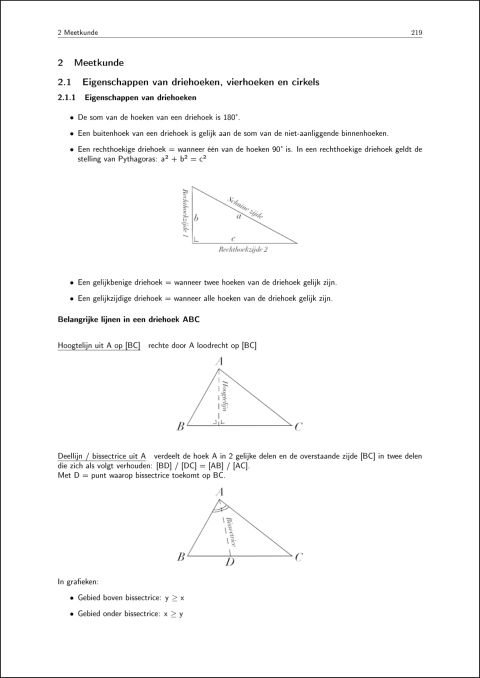 2 Meetkunde 219
2 Meetkunde
2.1 Eigenschappen van driehoeken, vierhoeken en cirkels
2.1.1 Eigenschappen van driehoeken
• De som van de hoeken van een driehoek is 180°.
• Een buitenhoek van een driehoek is gelijk aan de som van de niet-aanliggende binnenhoeken.
• Een rechthoekige driehoek = wanneer één van de hoeken 90° is. In een rechthoekige driehoek geldt de
stelling van Pythagoras: a² + b² = c²
Rechthoekzijde 1
b
Schuine zijde
a
c
Rechthoekzijde 2
• Een gelijkbenige driehoek = wanneer twee hoeken van de driehoek gelijk zijn.
• Een gelijkzijdige driehoek = wanneer alle hoeken van de driehoek gelijk zijn.
Belangrijke lijnen in een driehoek ABC
Hoogtelijn uit A op [BC] rechte door A loodrecht op [BC]
A
Hoogtelijn
B C
Deellijn / bissectrice uit A verdeelt de hoek A in 2 gelijke delen en de overstaande zijde [BC] in twee delen
die zich als volgt verhouden: [BD] / [DC] = [AB] / [AC].
Met D = punt waarop bissectrice toekomt op BC.
A
Bissectrice
B D C
In grafieken:
• Gebied boven bissectrice: y ≥ x
• Gebied onder bissectrice: x ≥ y